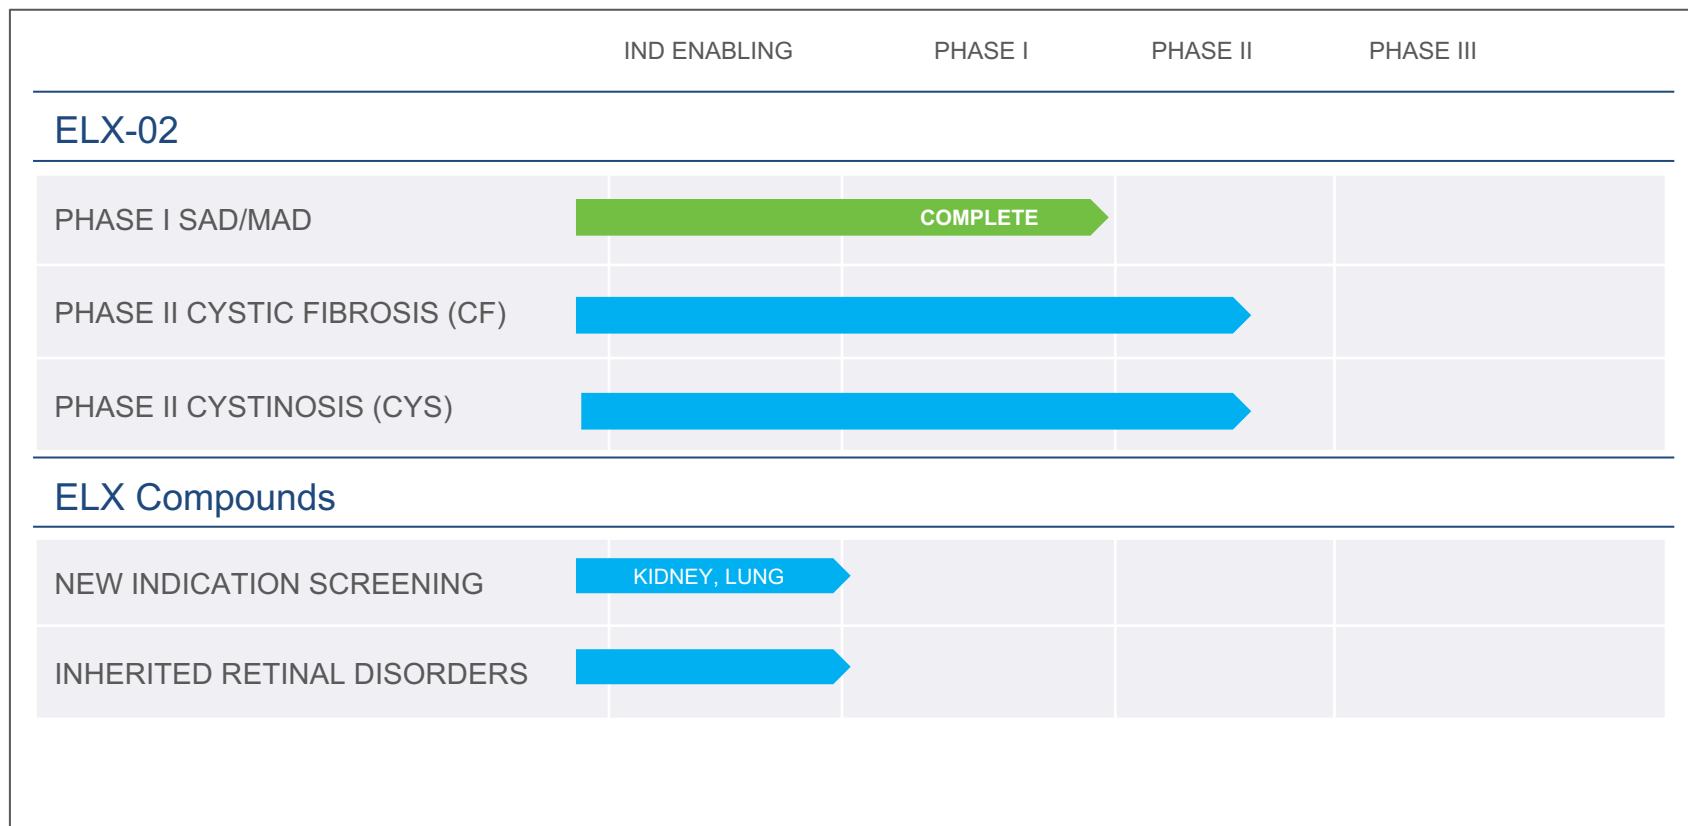 IND ENABLING PHASE I PHASE II PHASE III
ELX-02
PHASE I SAD/MAD COMPLETE
PHASE II CYSTIC FIBROSIS (CF)
PHASE II CYSTINOSIS (CYS)
ELX Compounds
NEW INDICATION SCREENING KIDNEY, LUNG
INHERITED RETINAL DISORDERS